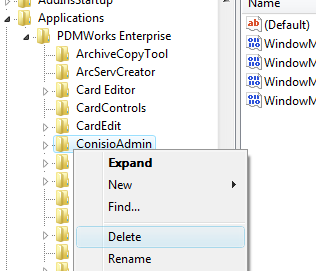 AddInsStartup
Name
Applications
(Default)
PDMWorks Enterprise
WindowM
ArchiveCopyTool
WindowM
ArcServCreator
WindowM
Card Editor
WindowM
CardControls
CardEdit
ConisioAdmin
Expand
New
Find...
Delete
Rename